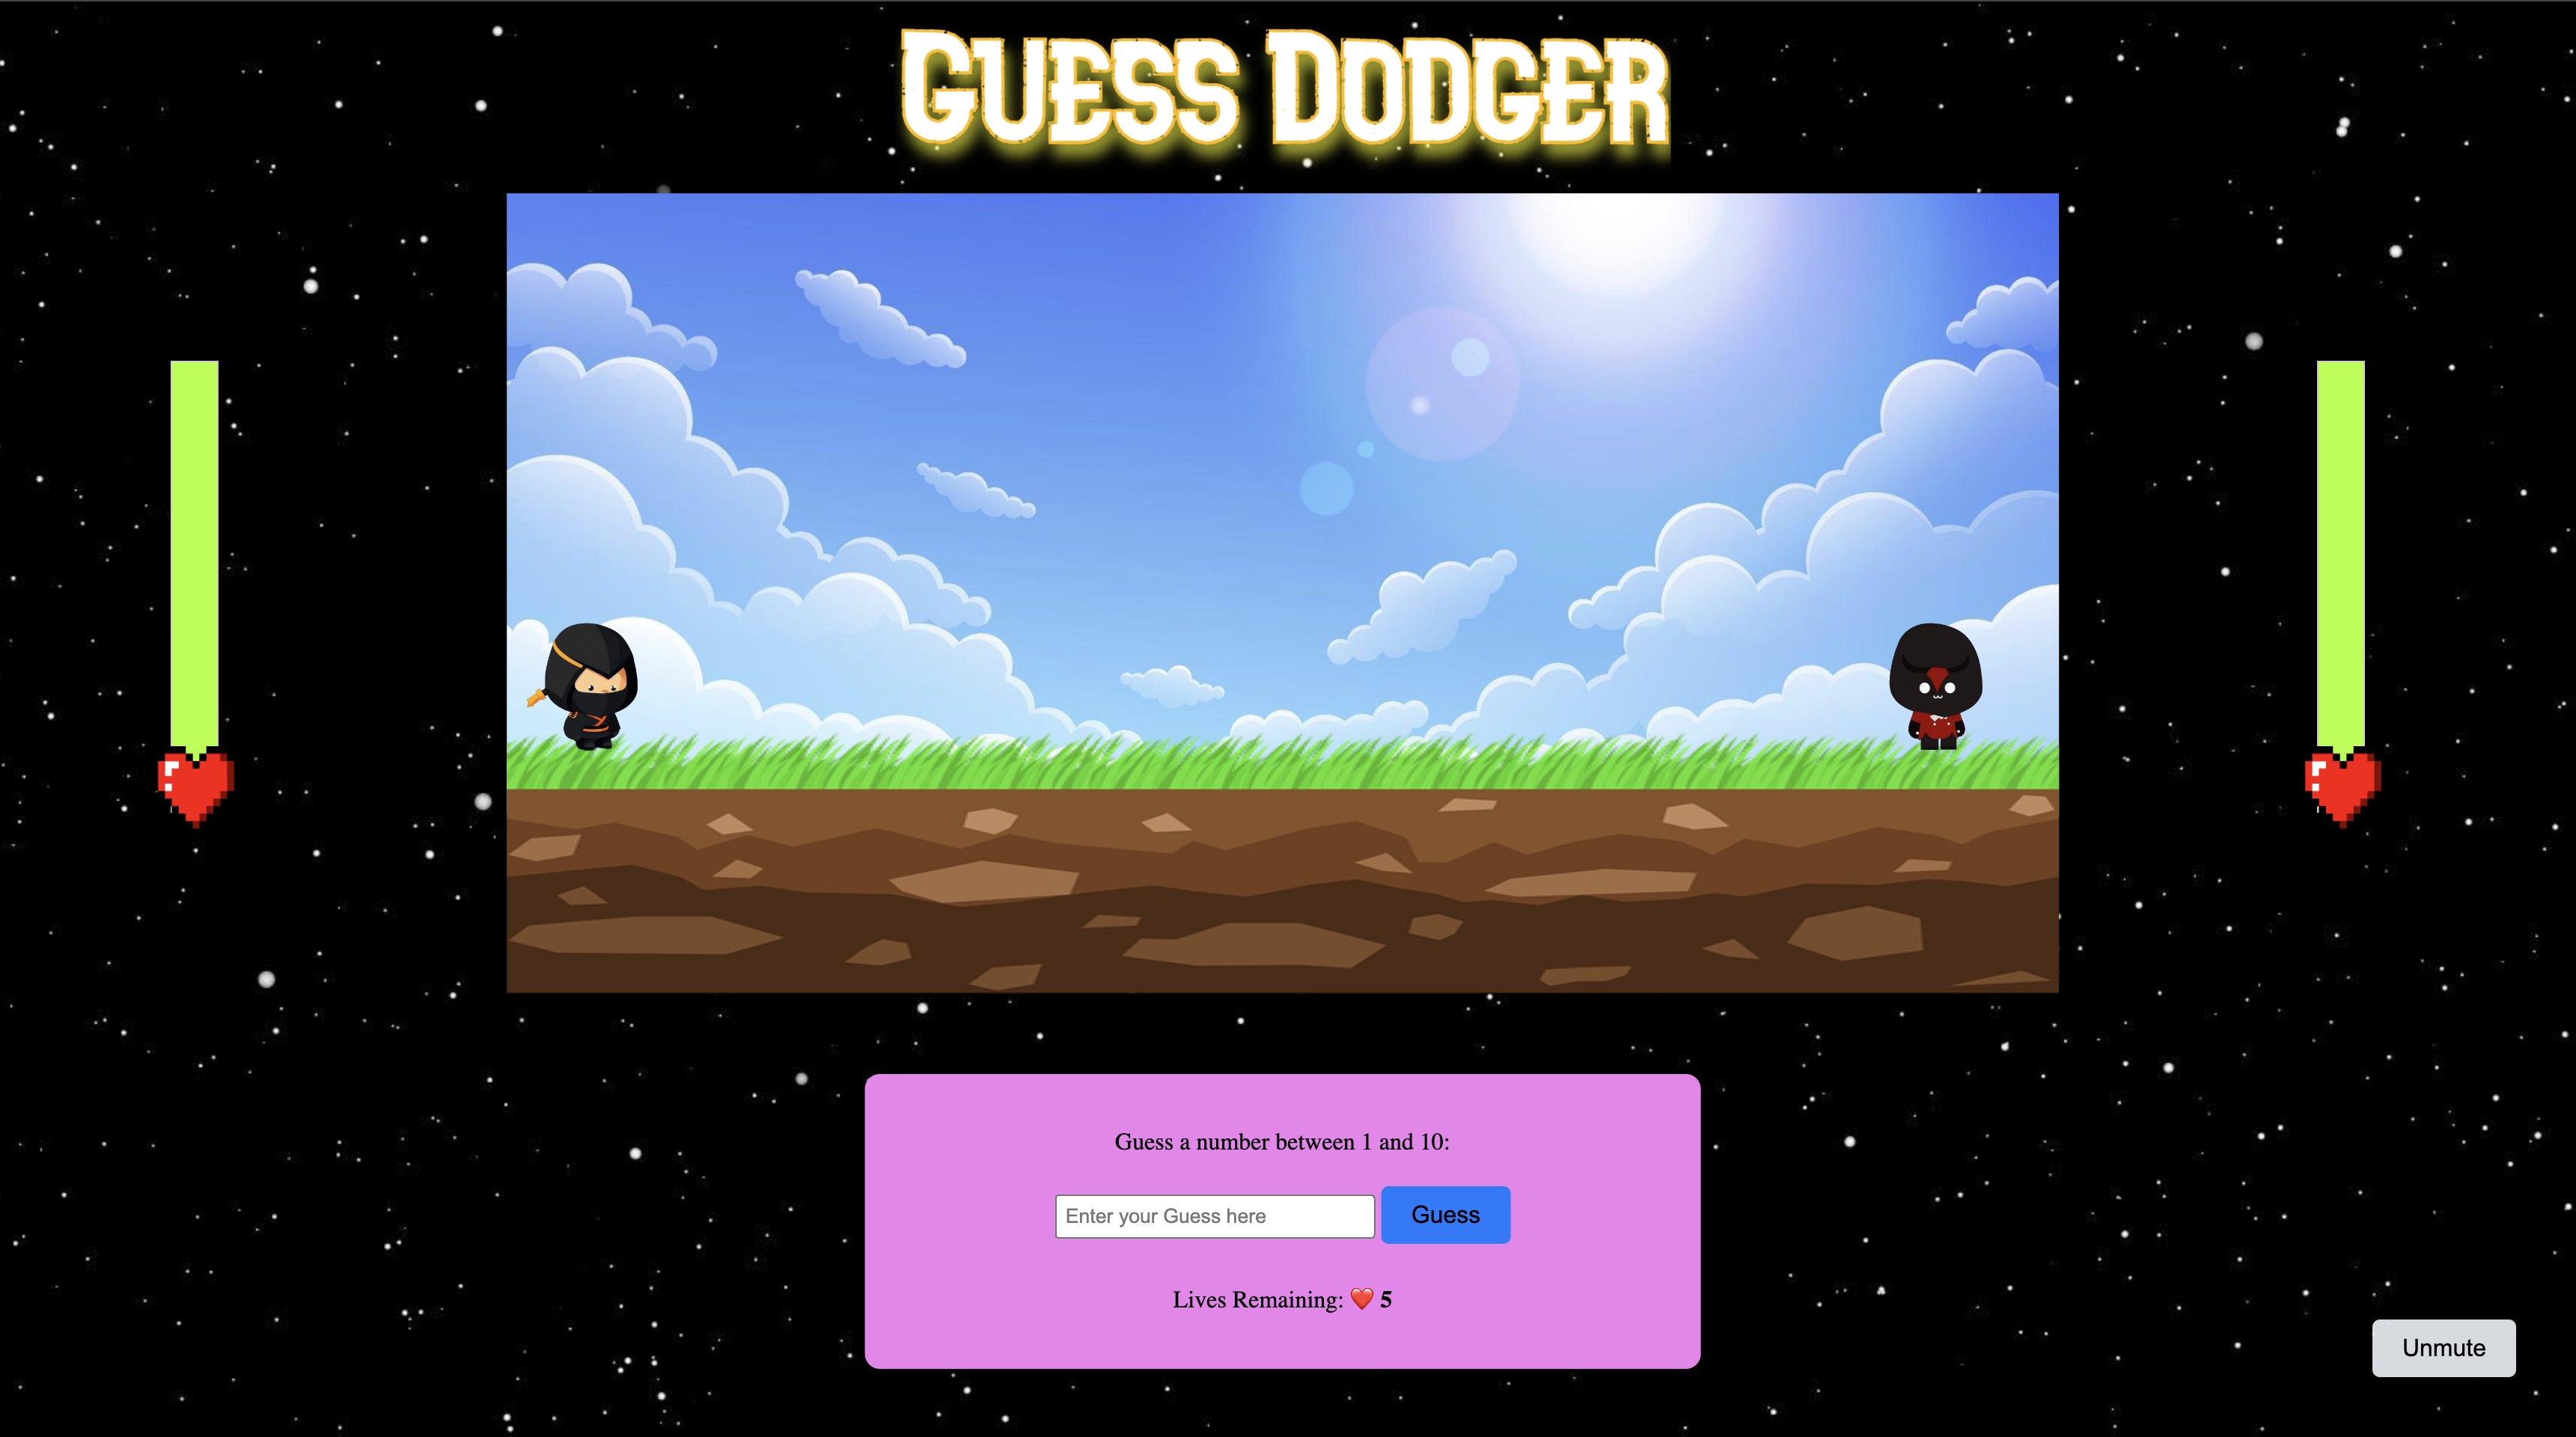 Guess Dodger
Guess a number between 1 and 10:
Enter your Guess here
Guess
Lives Remaining: ❤️ 5
Unmute